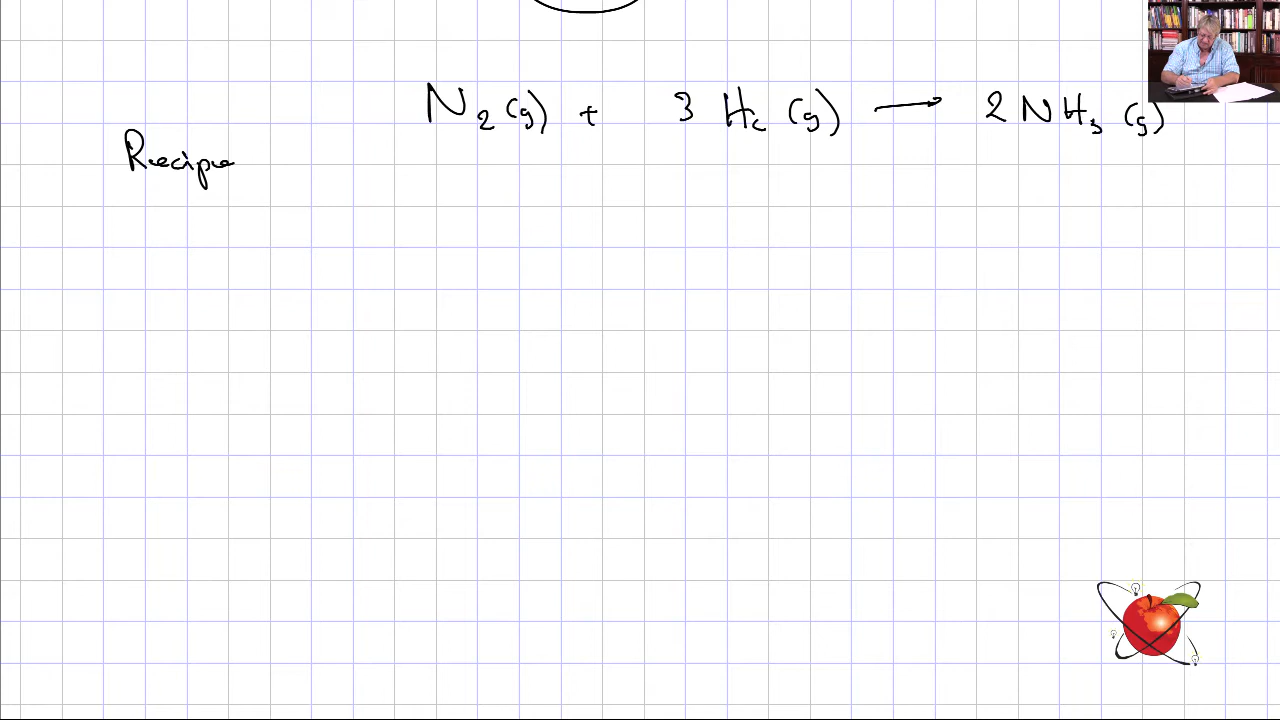 N₂ (g) + 3 H₂ (g) → 2 NH₃ (g)
Recipe